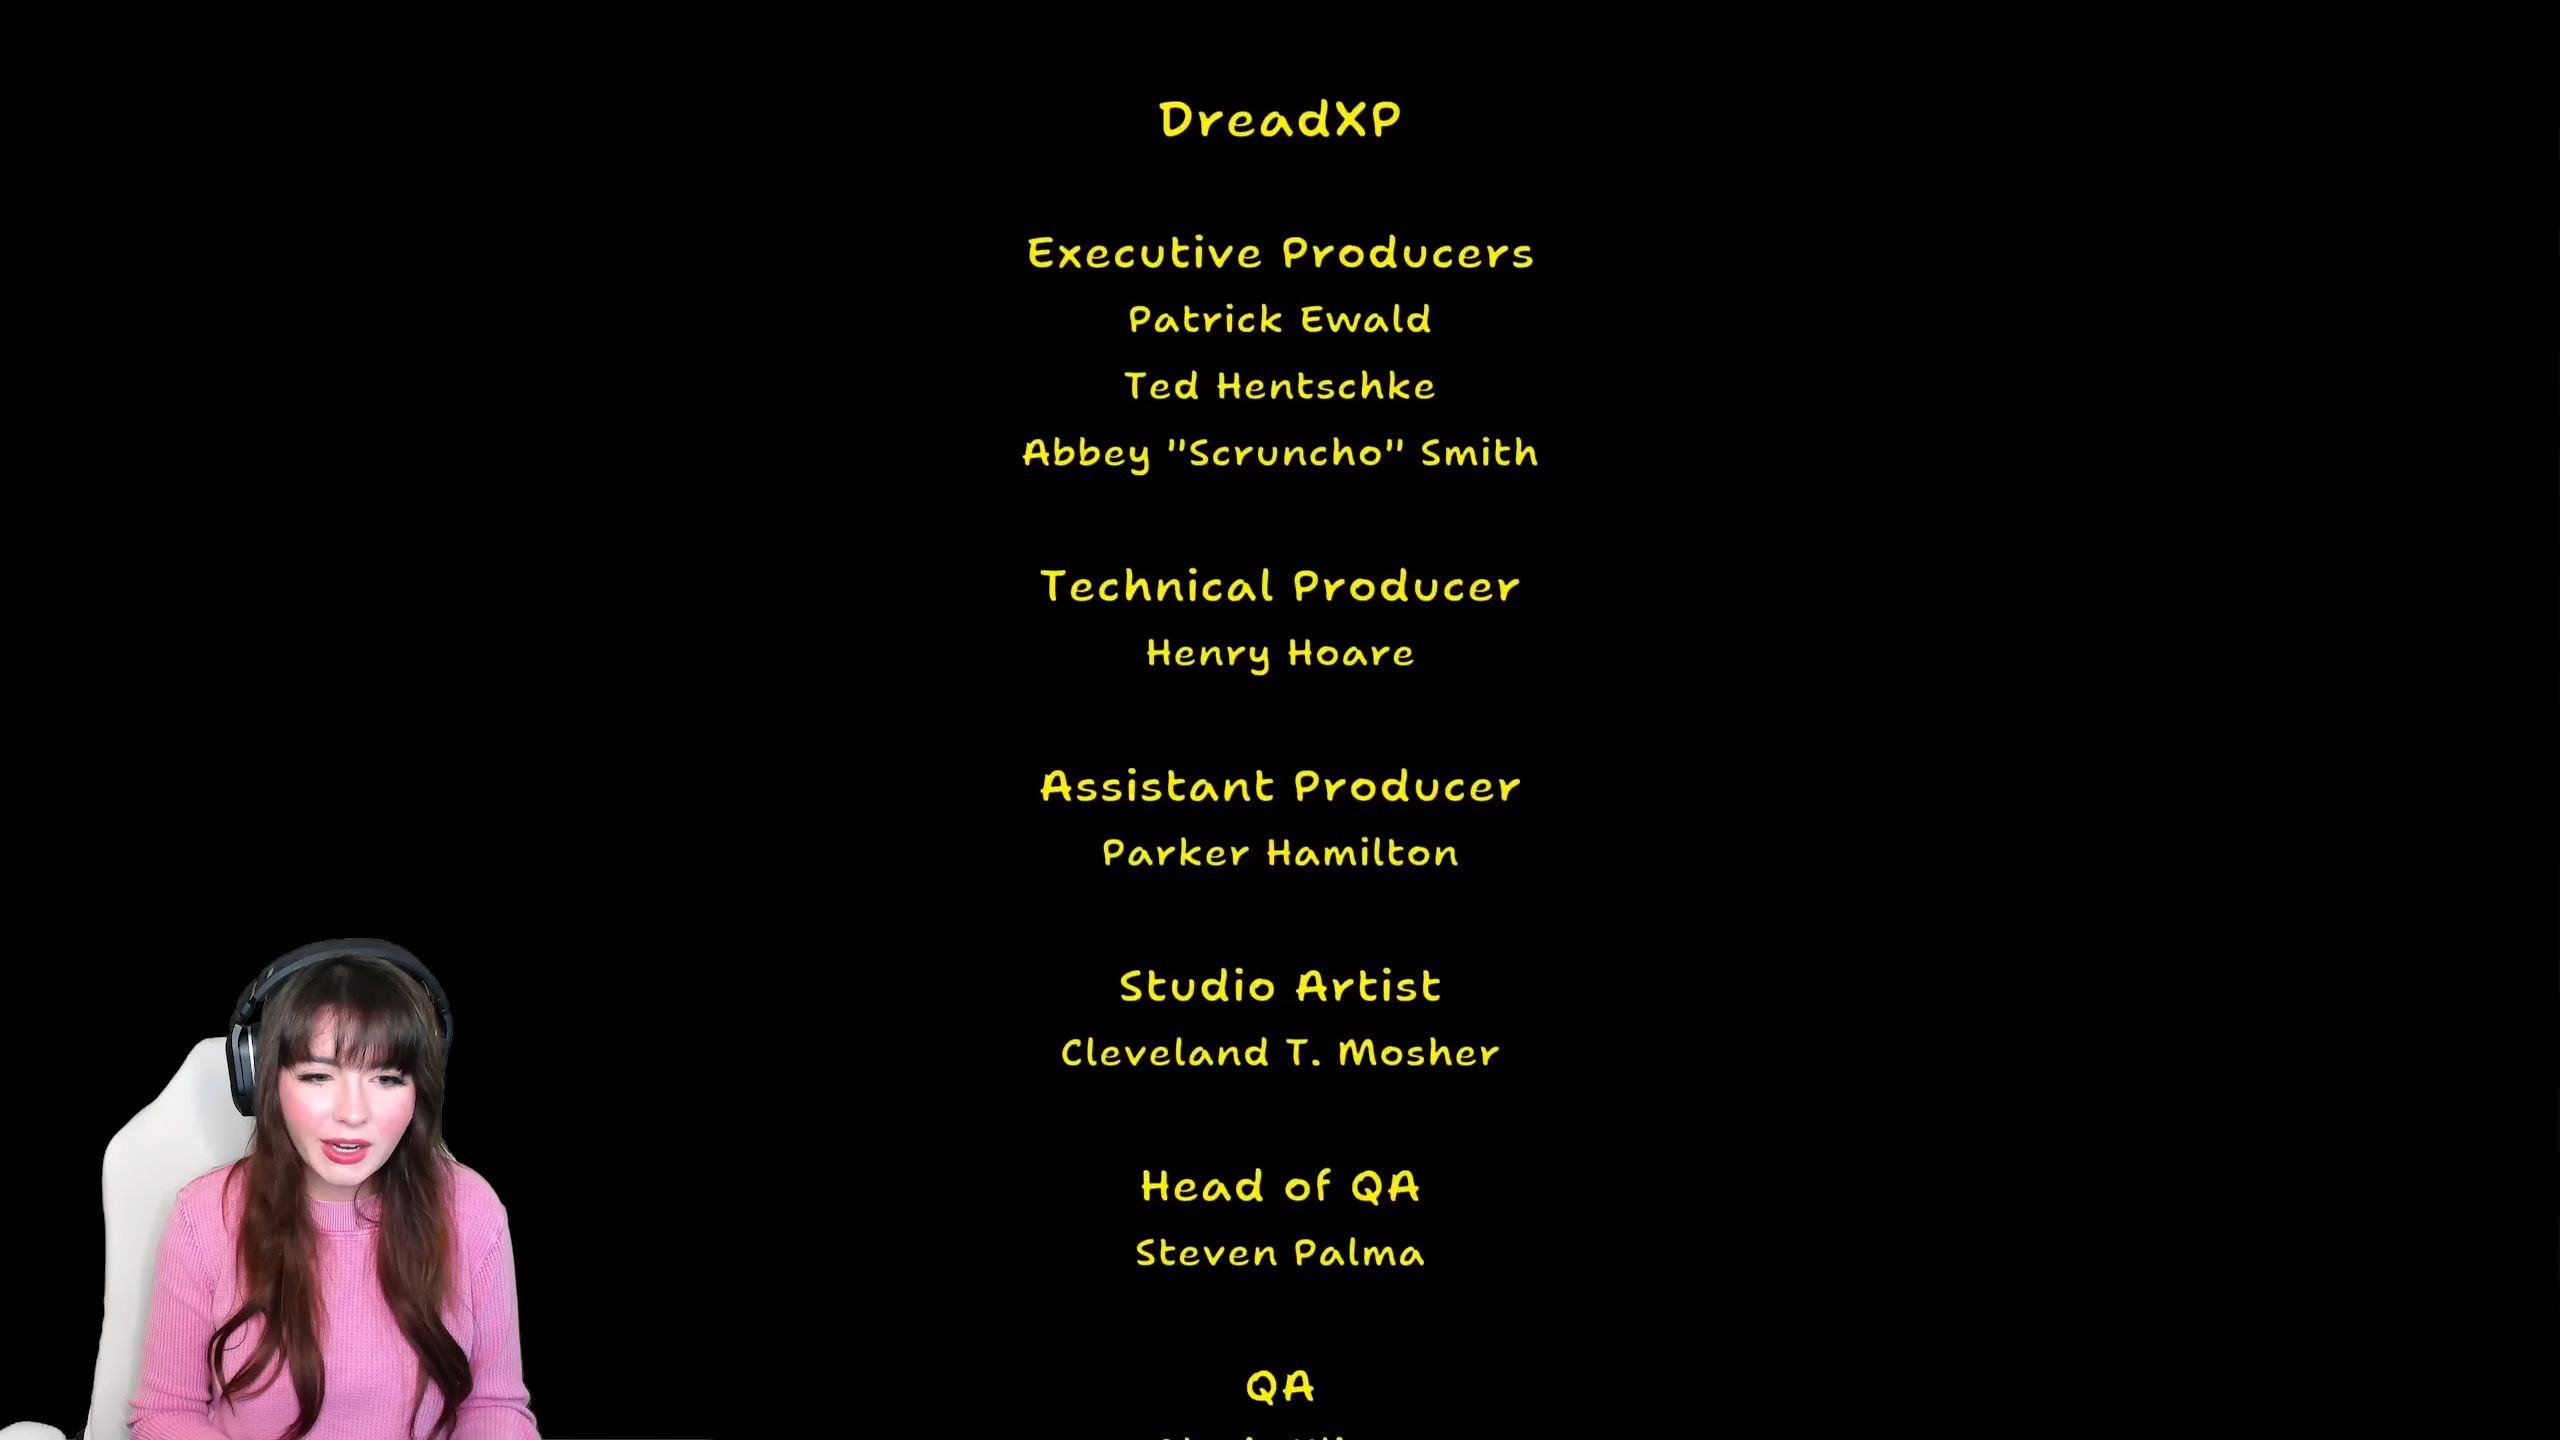 DreadXP
Executive Producers
Patrick Ewald
Ted Hentschke
Abbey "Scruncho" Smith
Technical Producer
Henry Hoare
Assistant Producer
Parker Hamilton
Studio Artist
Cleveland T. Mosher
Head of QA
Steven Palma
QA